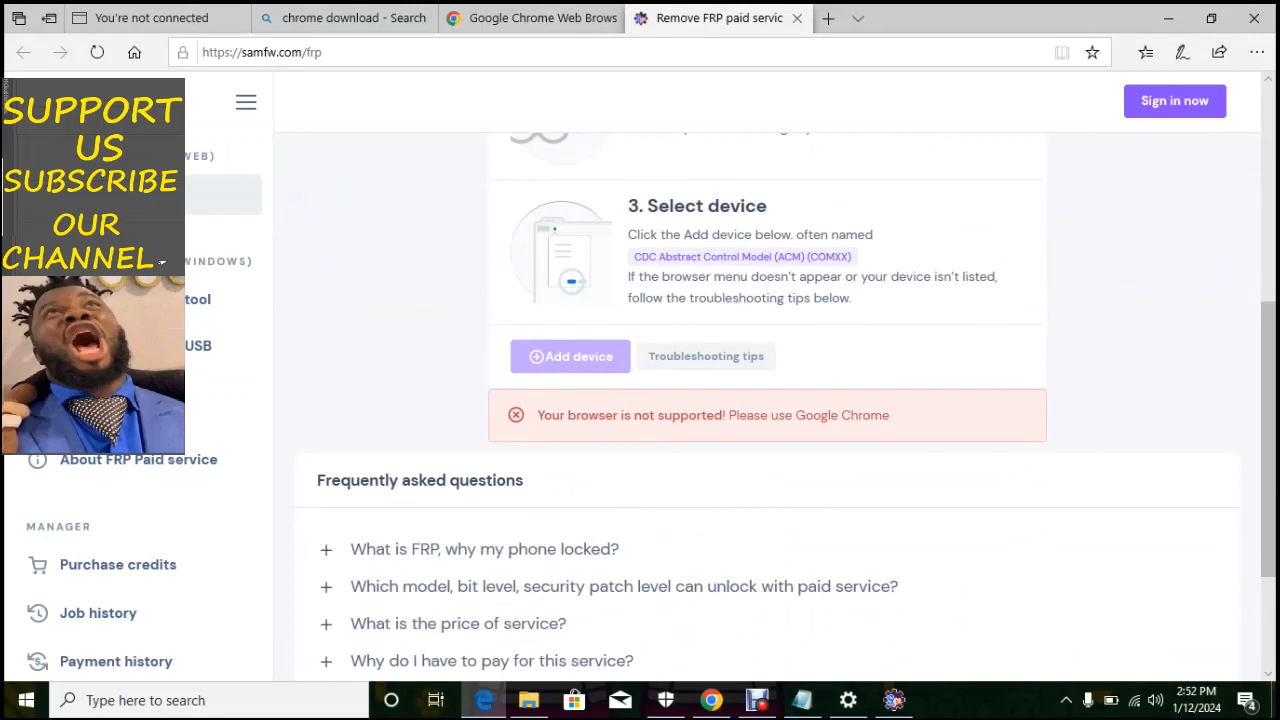 You're not connected
chrome download - Search
Google Chrome Web Brows
Remove FRP paid servic
https://samfw.com/frp
SUPPORT
US
SUBSCRIBE
OUR
CHANNEL
Sign in now
WEB)
WINDOWS)
tool
USB
About FRP Paid service
MANAGER
Purchase credits
Job history
Payment history
3. Select device
Click the Add device below. often named
CDC Abstract Control Model (ACM) (COMXX)
If the browser menu doesn't appear or your device isn't listed,
follow the troubleshooting tips below.
Add device
Troubleshooting tips
Your browser is not supported! Please use Google Chrome
Frequently asked questions
What is FRP, why my phone locked?
Which model, bit level, security patch level can unlock with paid service?
What is the price of service?
Why do I have to pay for this service?
Type here to search
2:52 PM
1/12/2024
4